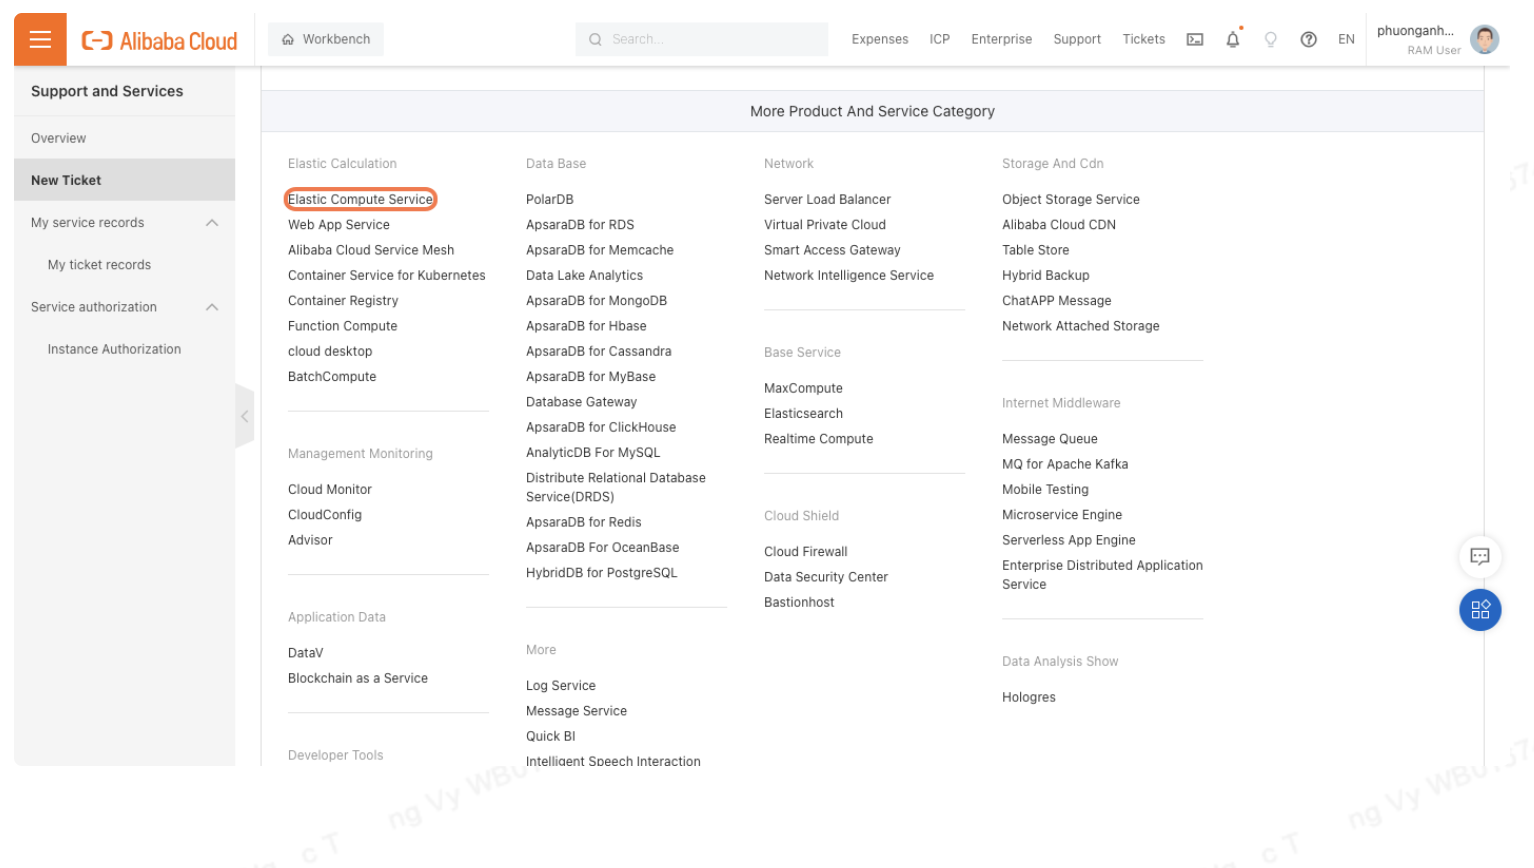 Alibaba Cloud
Workbench
Search...
Expenses
ICP
Enterprise
Support
Tickets
EN
phuonganh...
RAM User
Support and Services
Overview
New Ticket
My service records
My ticket records
Service authorization
Instance Authorization
More Product And Service Category
Elastic Calculation
Elastic Compute Service
Web App Service
Alibaba Cloud Service Mesh
Container Service for Kubernetes
Container Registry
Function Compute
cloud desktop
BatchCompute
Management Monitoring
Cloud Monitor
CloudConfig
Advisor
Application Data
DataV
Blockchain as a Service
Developer Tools
Data Base
PolarDB
ApsaraDB for RDS
ApsaraDB for Memcache
Data Lake Analytics
ApsaraDB for MongoDB
ApsaraDB for Hbase
ApsaraDB for Cassandra
ApsaraDB for MyBase
Database Gateway
ApsaraDB for ClickHouse
AnalyticDB For MySQL
Distribute Relational Database
Service(DRDS)
ApsaraDB for Redis
ApsaraDB For OceanBase
HybridDB for PostgreSQL
More
Log Service
Message Service
Quick BI
Intelligent Speech Interaction
Network
Server Load Balancer
Virtual Private Cloud
Smart Access Gateway
Network Intelligence Service
Base Service
MaxCompute
Elasticsearch
Realtime Compute
Cloud Shield
Cloud Firewall
Data Security Center
Bastionhost
Storage And Cdn
Object Storage Service
Alibaba Cloud CDN
Table Store
Hybrid Backup
ChatAPP Message
Network Attached Storage
Internet Middleware
Message Queue
MQ for Apache Kafka
Mobile Testing
Microservice Engine
Serverless App Engine
Enterprise Distributed Application
Service
Data Analysis Show
Hologres
ng Vy
ng Vy